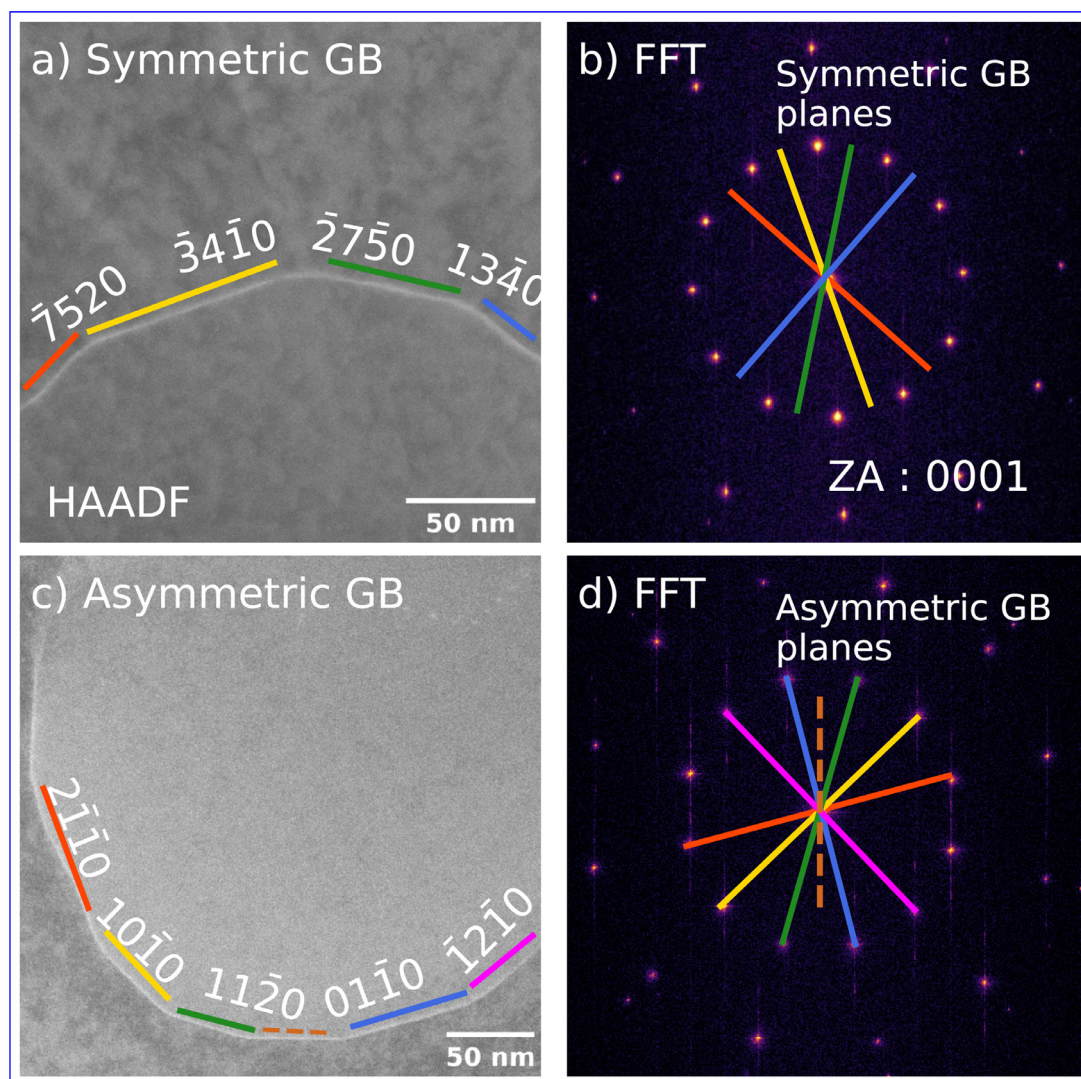 a) Symmetric GB
7̄520
3̄41̄0
2̄75̄0
134̄0
HAADF
50 nm
b) FFT
Symmetric GB
planes
ZA : 0001
c) Asymmetric GB
21̄1̄0
101̄0
112̄0
011̄0
1̄21̄0
50 nm
d) FFT
Asymmetric GB
planes